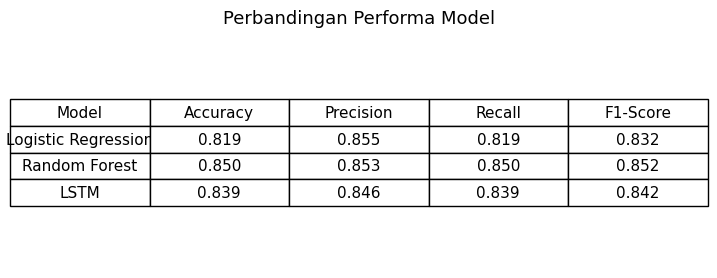 Perbandingan Performa Model
Model Accuracy Precision Recall F1-Score
Logistic Regression 0.819 0.855 0.819 0.832
Random Forest 0.850 0.853 0.850 0.852
LSTM 0.839 0.846 0.839 0.842